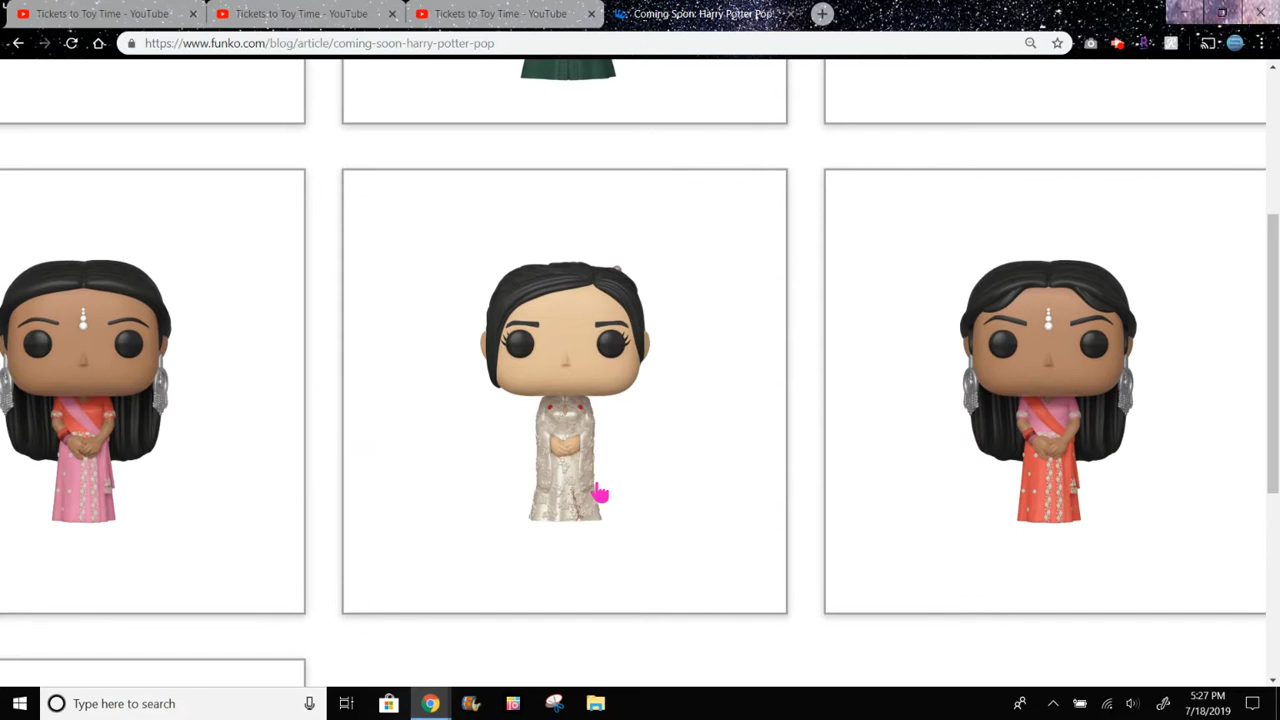 Tickets to Toy Time - YouTube
Tickets to Toy Time - YouTube
Tickets to Toy Time - YouTube
Coming Soon: Harry Potter Pop!
https://www.funko.com/blog/article/coming-soon-harry-potter-pop
Type here to search
5:27 PM
7/18/2019